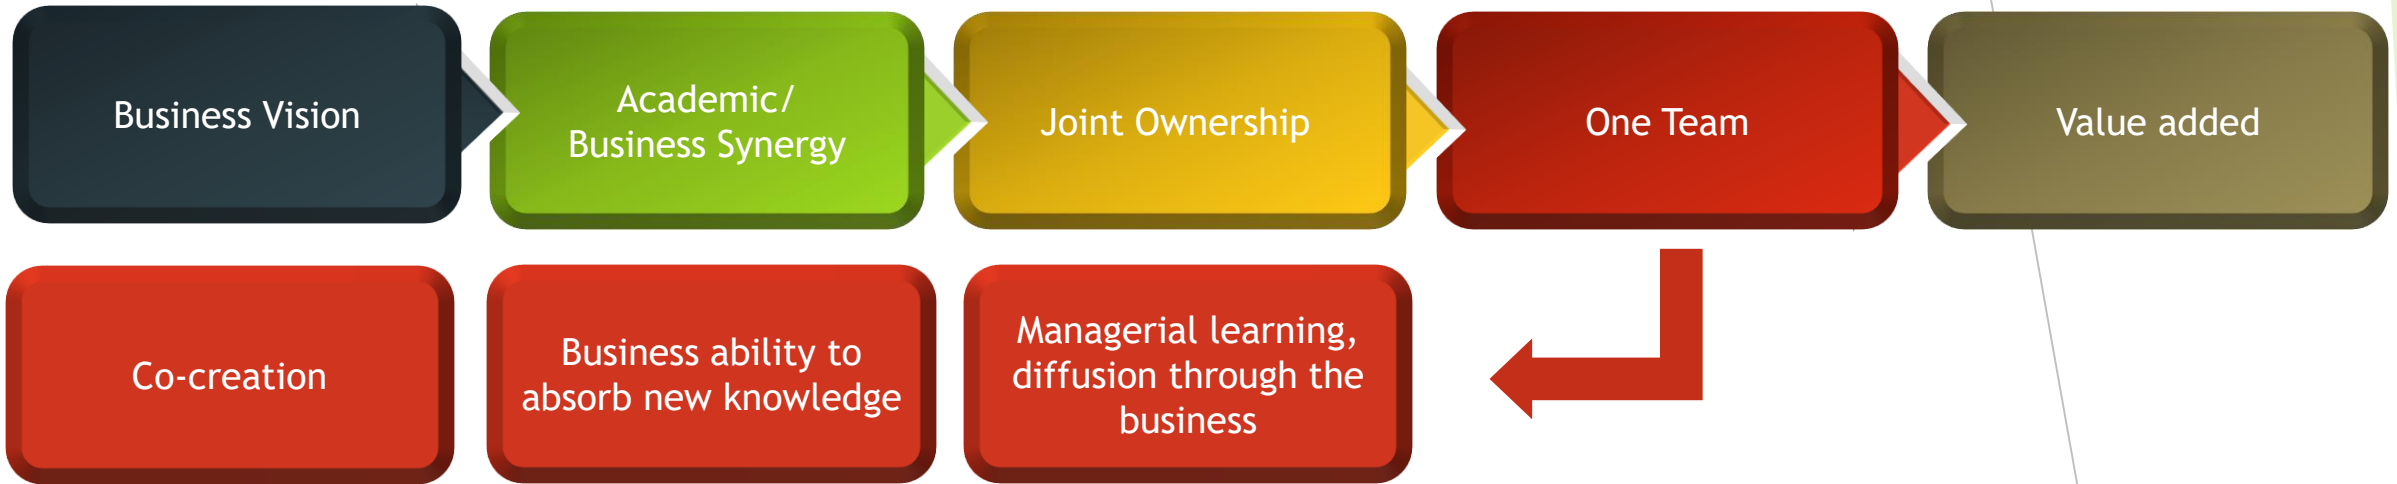 Business Vision
Academic/
Business Synergy
Joint Ownership
One Team
Value added
Co-creation
Business ability to
absorb new knowledge
Managerial learning,
diffusion through the
business